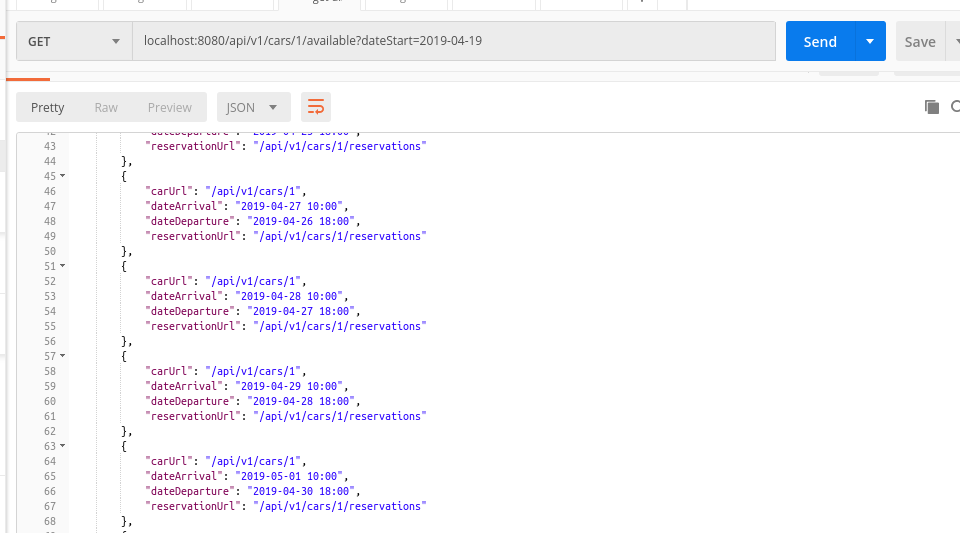 GET localhost:8080/api/v1/cars/1/available?dateStart=2019-04-19 Send Save
Pretty Raw Preview JSON
43 "reservationUrl": "/api/v1/cars/1/reservations"
44 },
45 {
46 "carUrl": "/api/v1/cars/1",
47 "dateArrival": "2019-04-27 10:00",
48 "dateDeparture": "2019-04-26 18:00",
49 "reservationUrl": "/api/v1/cars/1/reservations"
50 },
51 {
52 "carUrl": "/api/v1/cars/1",
53 "dateArrival": "2019-04-28 10:00",
54 "dateDeparture": "2019-04-27 18:00",
55 "reservationUrl": "/api/v1/cars/1/reservations"
56 },
57 {
58 "carUrl": "/api/v1/cars/1",
59 "dateArrival": "2019-04-29 10:00",
60 "dateDeparture": "2019-04-28 18:00",
61 "reservationUrl": "/api/v1/cars/1/reservations"
62 },
63 {
64 "carUrl": "/api/v1/cars/1",
65 "dateArrival": "2019-05-01 10:00",
66 "dateDeparture": "2019-04-30 18:00",
67 "reservationUrl": "/api/v1/cars/1/reservations"
68 },